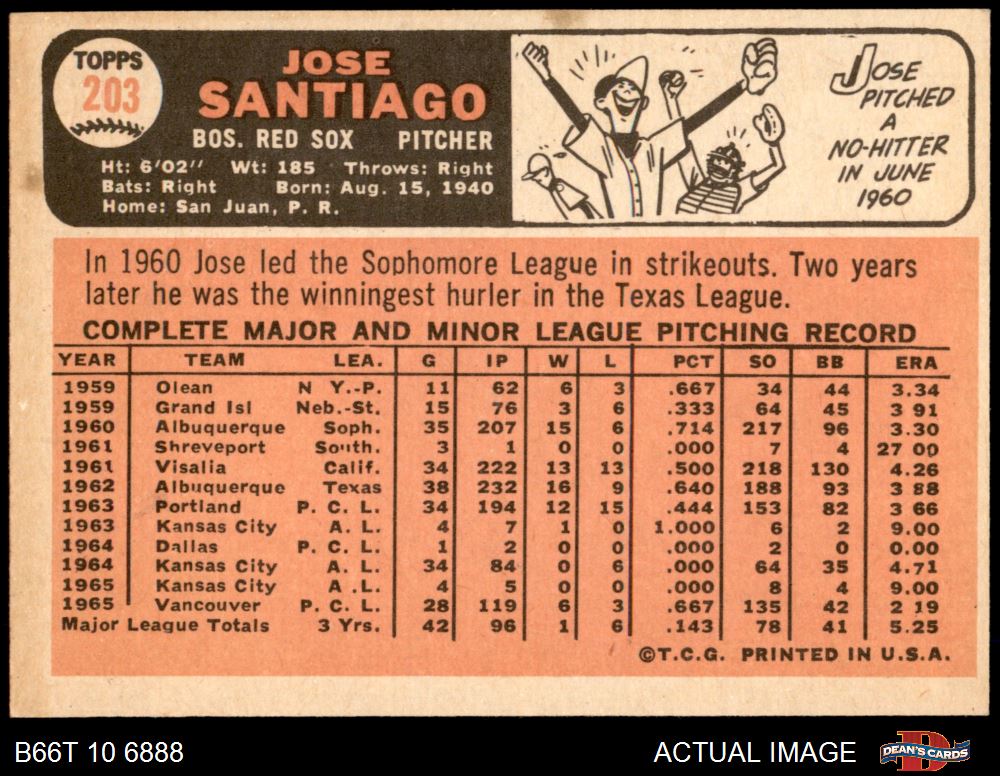 TOPPS
203
JOSE
SANTIAGO
BOS. RED SOX PITCHER
Ht: 6'02" Wt: 185 Throws: Right
Bats: Right Born: Aug. 15, 1940
Home: San Juan, P. R.
JOSE
PITCHED
A
NO-HITTER
IN JUNE
1960
In 1960 Jose led the Sophomore League in strikeouts. Two years
later he was the winningest hurler in the Texas League.
COMPLETE MAJOR AND MINOR LEAGUE PITCHING RECORD
YEAR TEAM LEA. G IP W L PCT SO BB ERA
1959 Olean N Y.-P. 11 62 6 3 .667 34 44 3.34
1959 Grand Isl Neb.-St. 15 76 3 6 .333 64 45 3 91
1960 Albuquerque Soph. 35 207 15 6 .714 217 96 3.30
1961 Shreveport South. 3 1 0 0 .000 7 4 27 00
1961 Visalia Calif. 34 222 13 13 .500 218 130 4.26
1962 Albuquerque Texas 38 232 16 9 .640 188 93 3 88
1963 Portland P. C. L. 34 194 12 15 .444 153 82 3 66
1963 Kansas City A. L. 4 7 1 0 1.000 6 2 9.00
1964 Dallas P. C. L. 1 2 0 0 .000 2 0 0.00
1964 Kansas City A. L. 34 84 0 6 .000 64 35 4.71
1965 Kansas City A .L. 4 5 0 0 .000 8 4 9.00
1965 Vancouver P. C. L. 28 119 6 3 .667 135 42 2 19
Major League Totals 3 Yrs. 42 96 1 6 .143 78 41 5.25
©T.C.G. PRINTED IN U.S.A.
B66T 10 6888 ACTUAL IMAGE DEAN'S CARDS